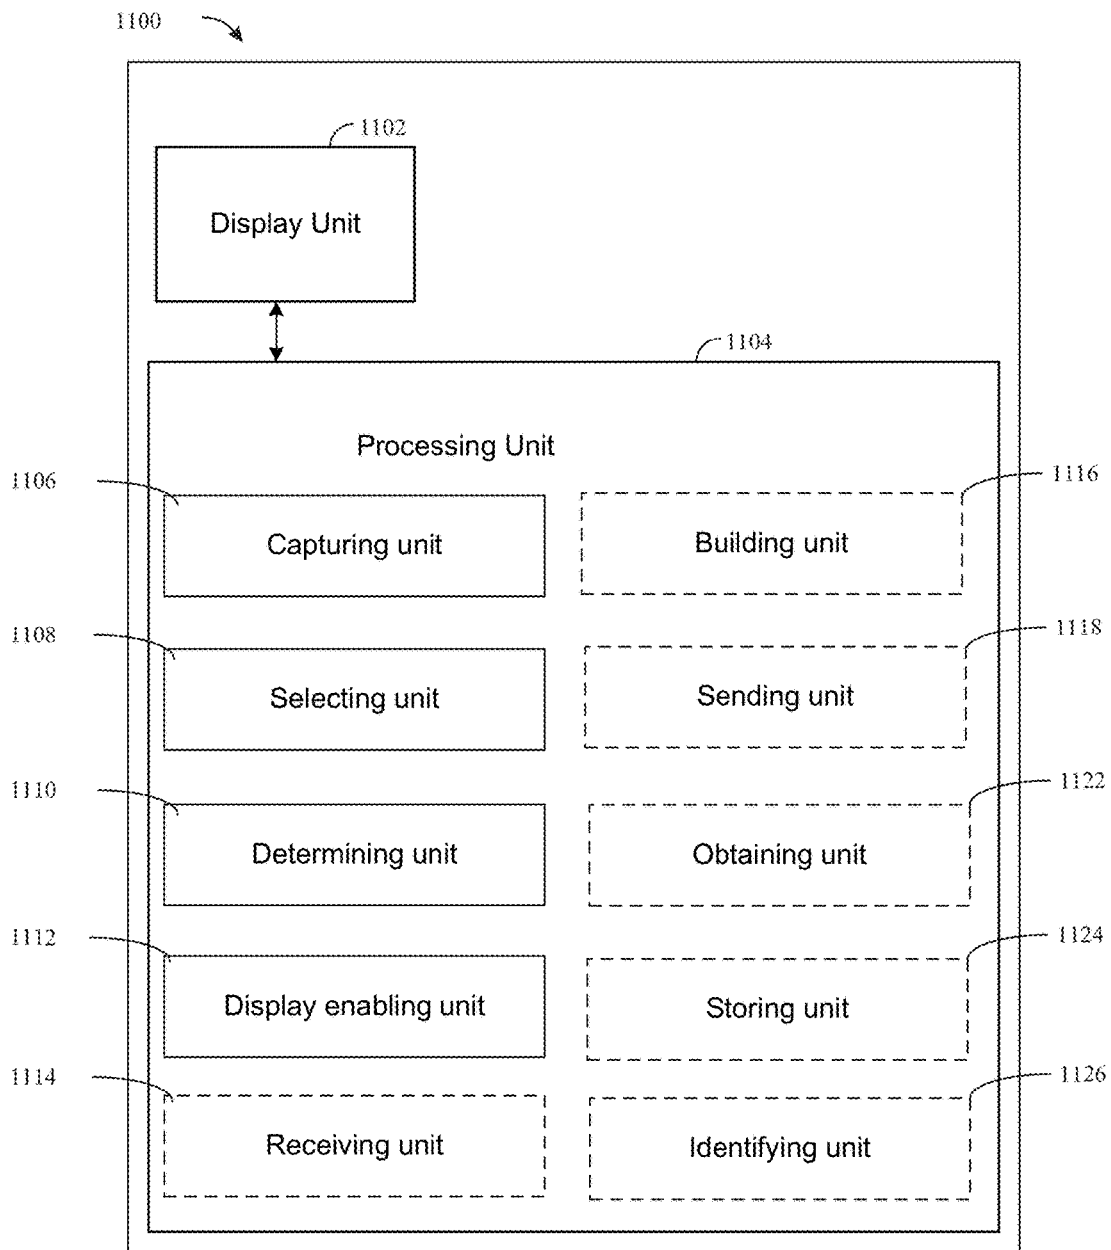 1100
1102
Display Unit
1104
Processing Unit
1106
Capturing unit
1116
Building unit
1108
Selecting unit
1118
Sending unit
1110
Determining unit
1122
Obtaining unit
1112
Display enabling unit
1124
Storing unit
1114
Receiving unit
1126
Identifying unit